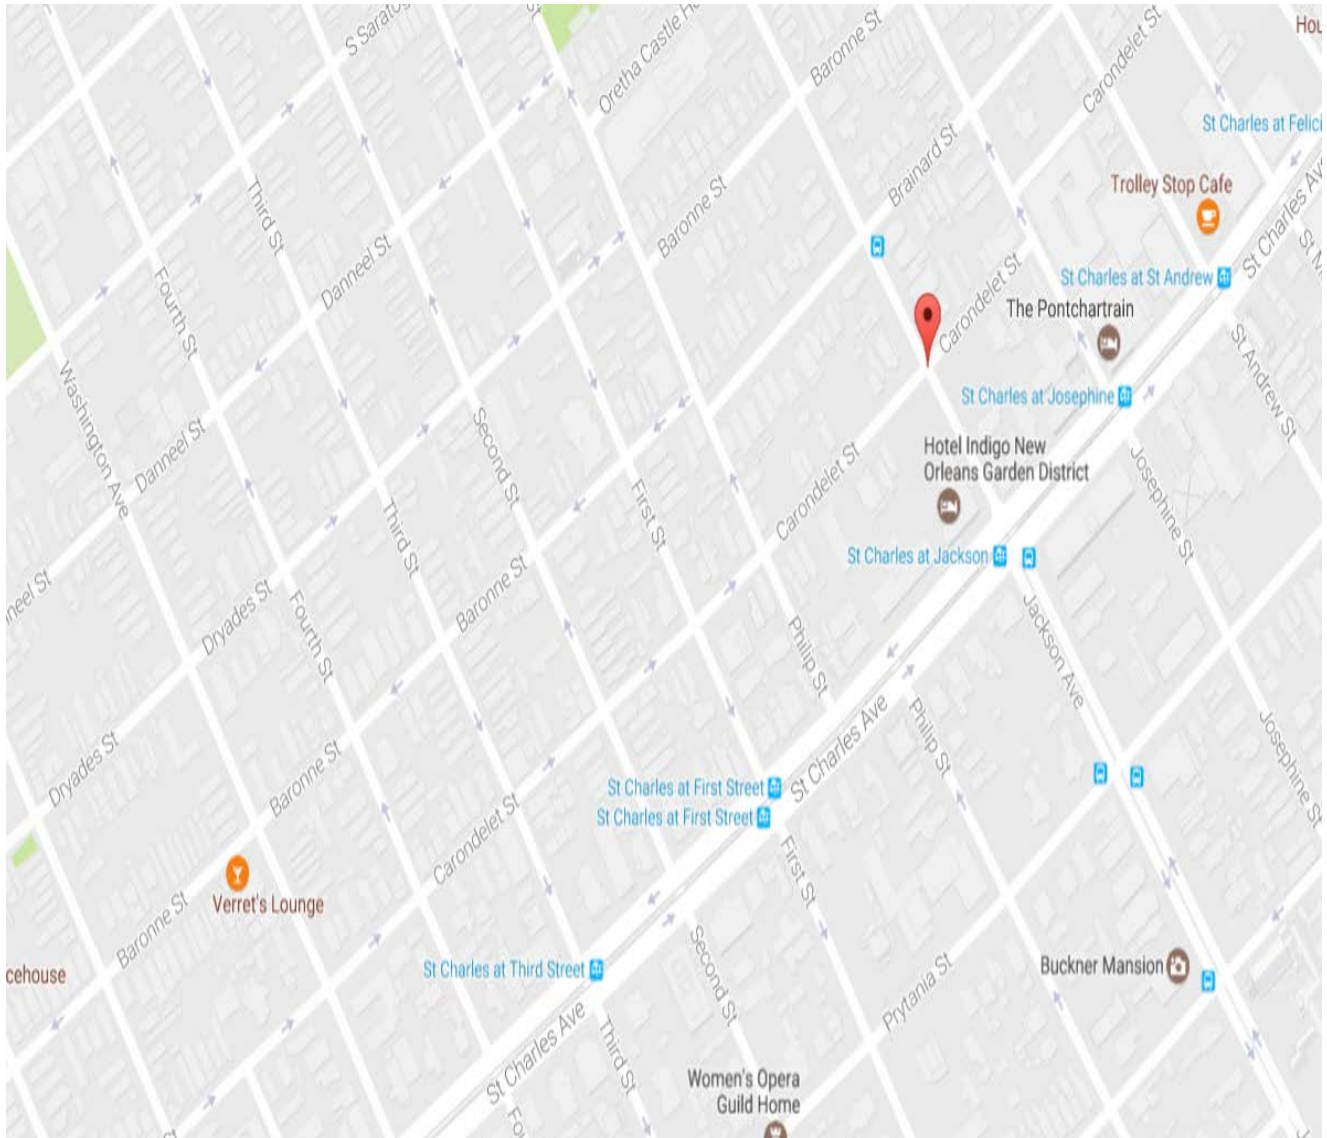 S Sarato
St
Oretha Castle H
Baronne St
Carondelet St
Hou
St Charles at Felici
Brainard St
Trolley Stop Cafe
Third St
Baronne St
St Charles Ave
St M
Danneel St
St Charles at St Andrew
Carondelet St
The Pontchartrain
Fourth St
St Andrew St
Washington Ave
St Charles at Josephine
Danneel St
Second St
Carondelet St
Hotel Indigo New
Orleans Garden District
Josephine St
First St
Third St
St Charles at Jackson
neel St
Baronne St
Dryades St
Fourth St
Philip St
Jackson Ave
Dryades St
Baronne St
St Charles Ave
Philip St
Josephine St
St Charles at First Street
St Charles at First Street
Carondelet St
First St
Verret's Lounge
Baronne St
cehouse
St Charles at Third Street
Second St
Buckner Mansion
Prytania St
St Charles Ave
Third St
Women's Opera
Guild Home
Fo